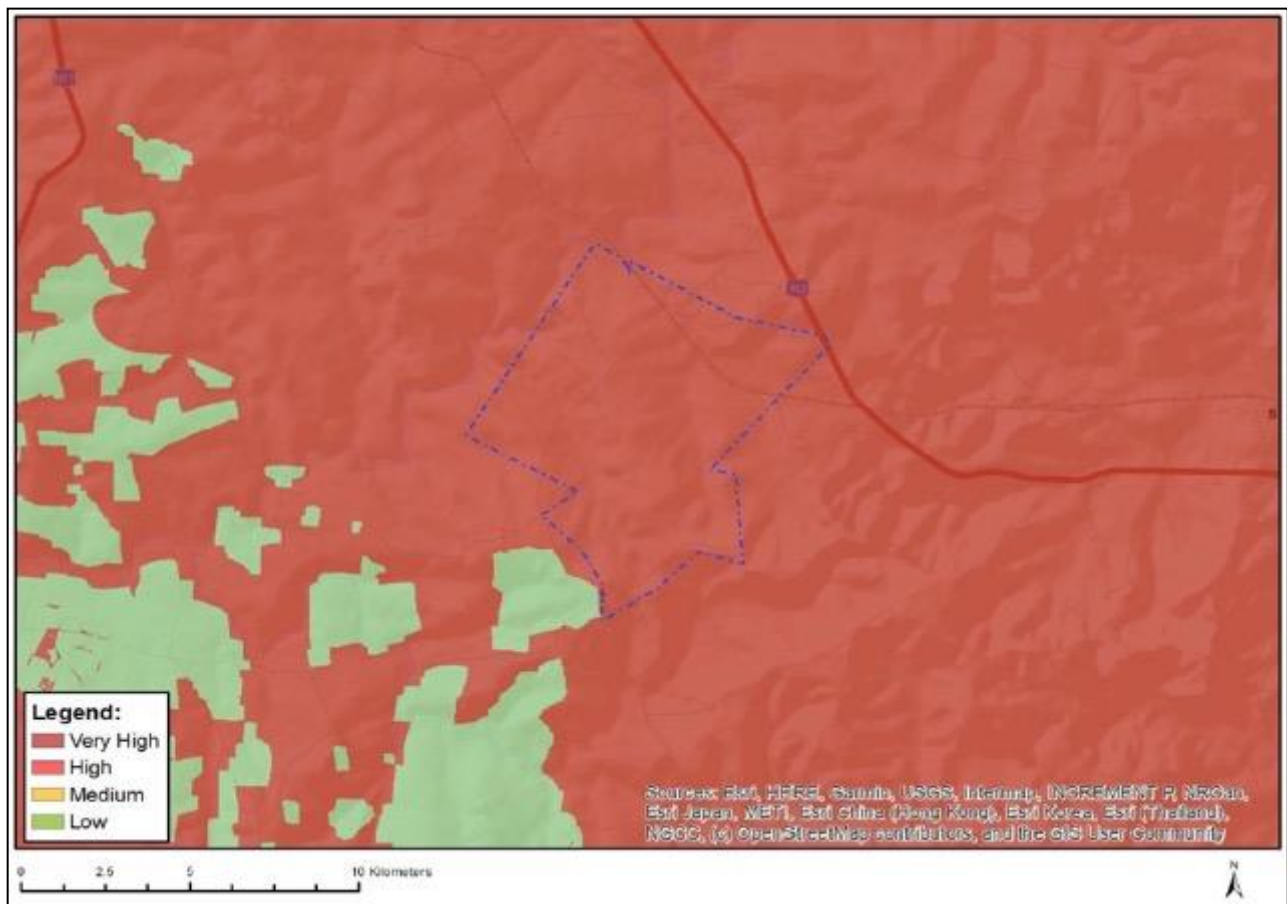 Legend:
Very High
High
Medium
Low
Sources: Esri, HERE, Garmin, USGS, Intermap, INCREMENT P, NRCan,
Esri Japan, METI, Esri China (Hong Kong), Esri Korea, Esri (Thailand),
NGCC, (c) OpenStreetMap contributors, and the GIS User Community
0 2.5 5 10 Kilometers
N